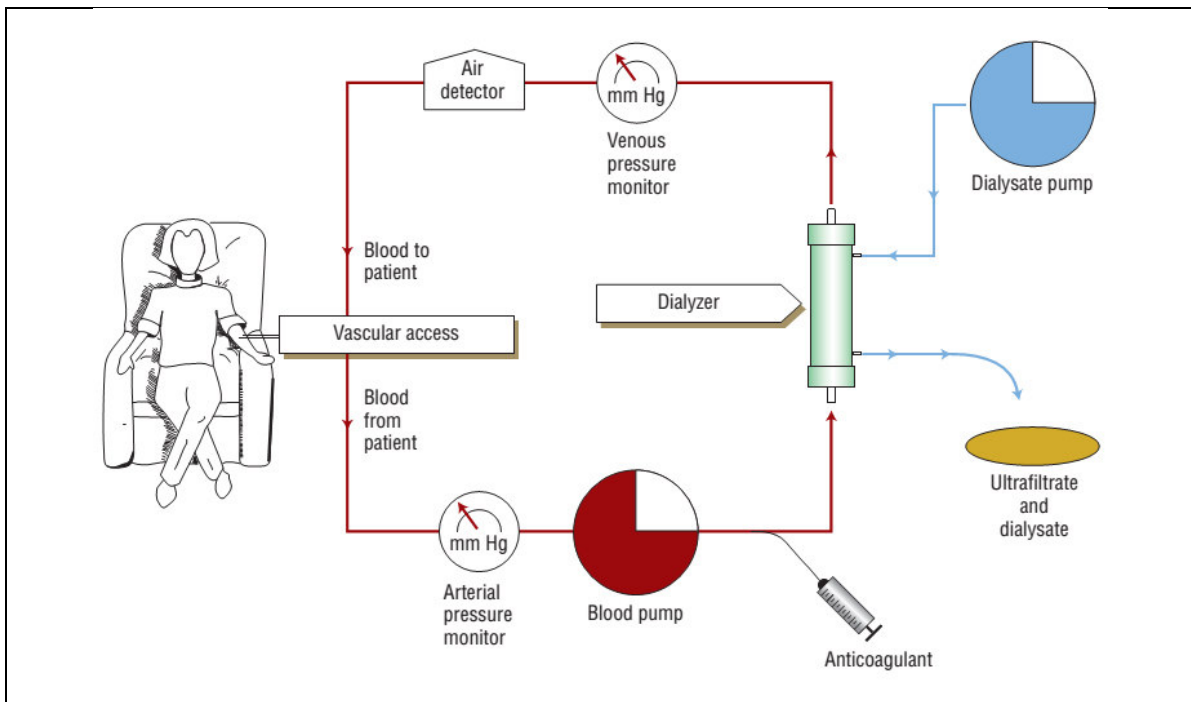 Air
detector
mm Hg
Venous
pressure
monitor
Dialysate pump
Blood to
patient
Dialyzer
Vascular access
Blood
from
patient
Ultrafiltrate
and
dialysate
mm Hg
Arterial
pressure
monitor
Blood pump
Anticoagulant